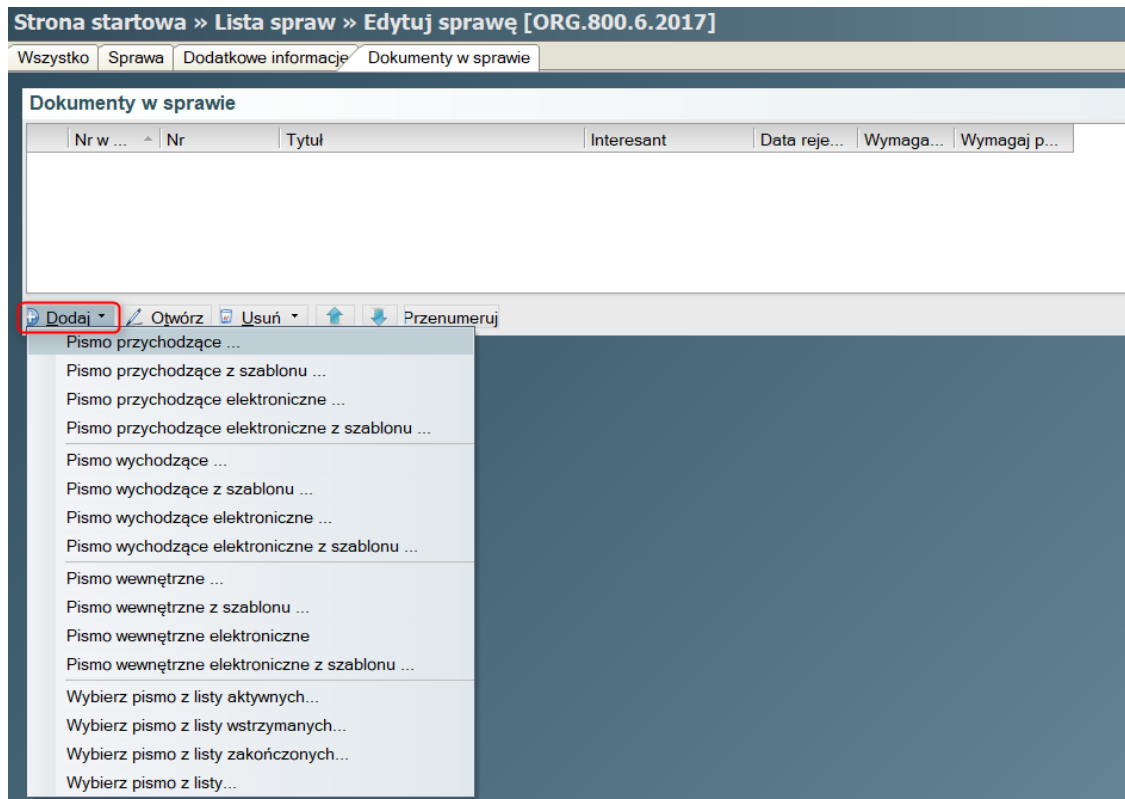 Strona startowa » Lista spraw » Edytuj sprawę [ORG.800.6.2017]
Wszystko Sprawa Dodatkowe informacje Dokumenty w sprawie
Dokumenty w sprawie
Nr w ... Nr Tytuł Interesant Data reje... Wymaga... Wymagaj p...
Dodaj Otwórz Usuń Przenumeruj
Pismo przychodzące ...
Pismo przychodzące z szablonu ...
Pismo przychodzące elektroniczne ...
Pismo przychodzące elektroniczne z szablonu ...
Pismo wychodzące ...
Pismo wychodzące z szablonu ...
Pismo wychodzące elektroniczne ...
Pismo wychodzące elektroniczne z szablonu ...
Pismo wewnętrzne ...
Pismo wewnętrzne z szablonu ...
Pismo wewnętrzne elektroniczne
Pismo wewnętrzne elektroniczne z szablonu ...
Wybierz pismo z listy aktywnych...
Wybierz pismo z listy wstrzymanych...
Wybierz pismo z listy zakończonych...
Wybierz pismo z listy...